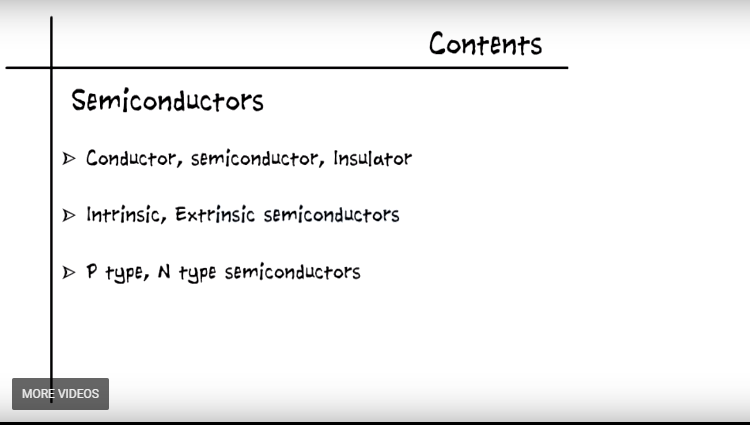 Contents
Semiconductors
⊳ Conductor, semiconductor, Insulator
⊳ Intrinsic, Extrinsic semiconductors
⊳ P type, N type semiconductors
MORE VIDEOS